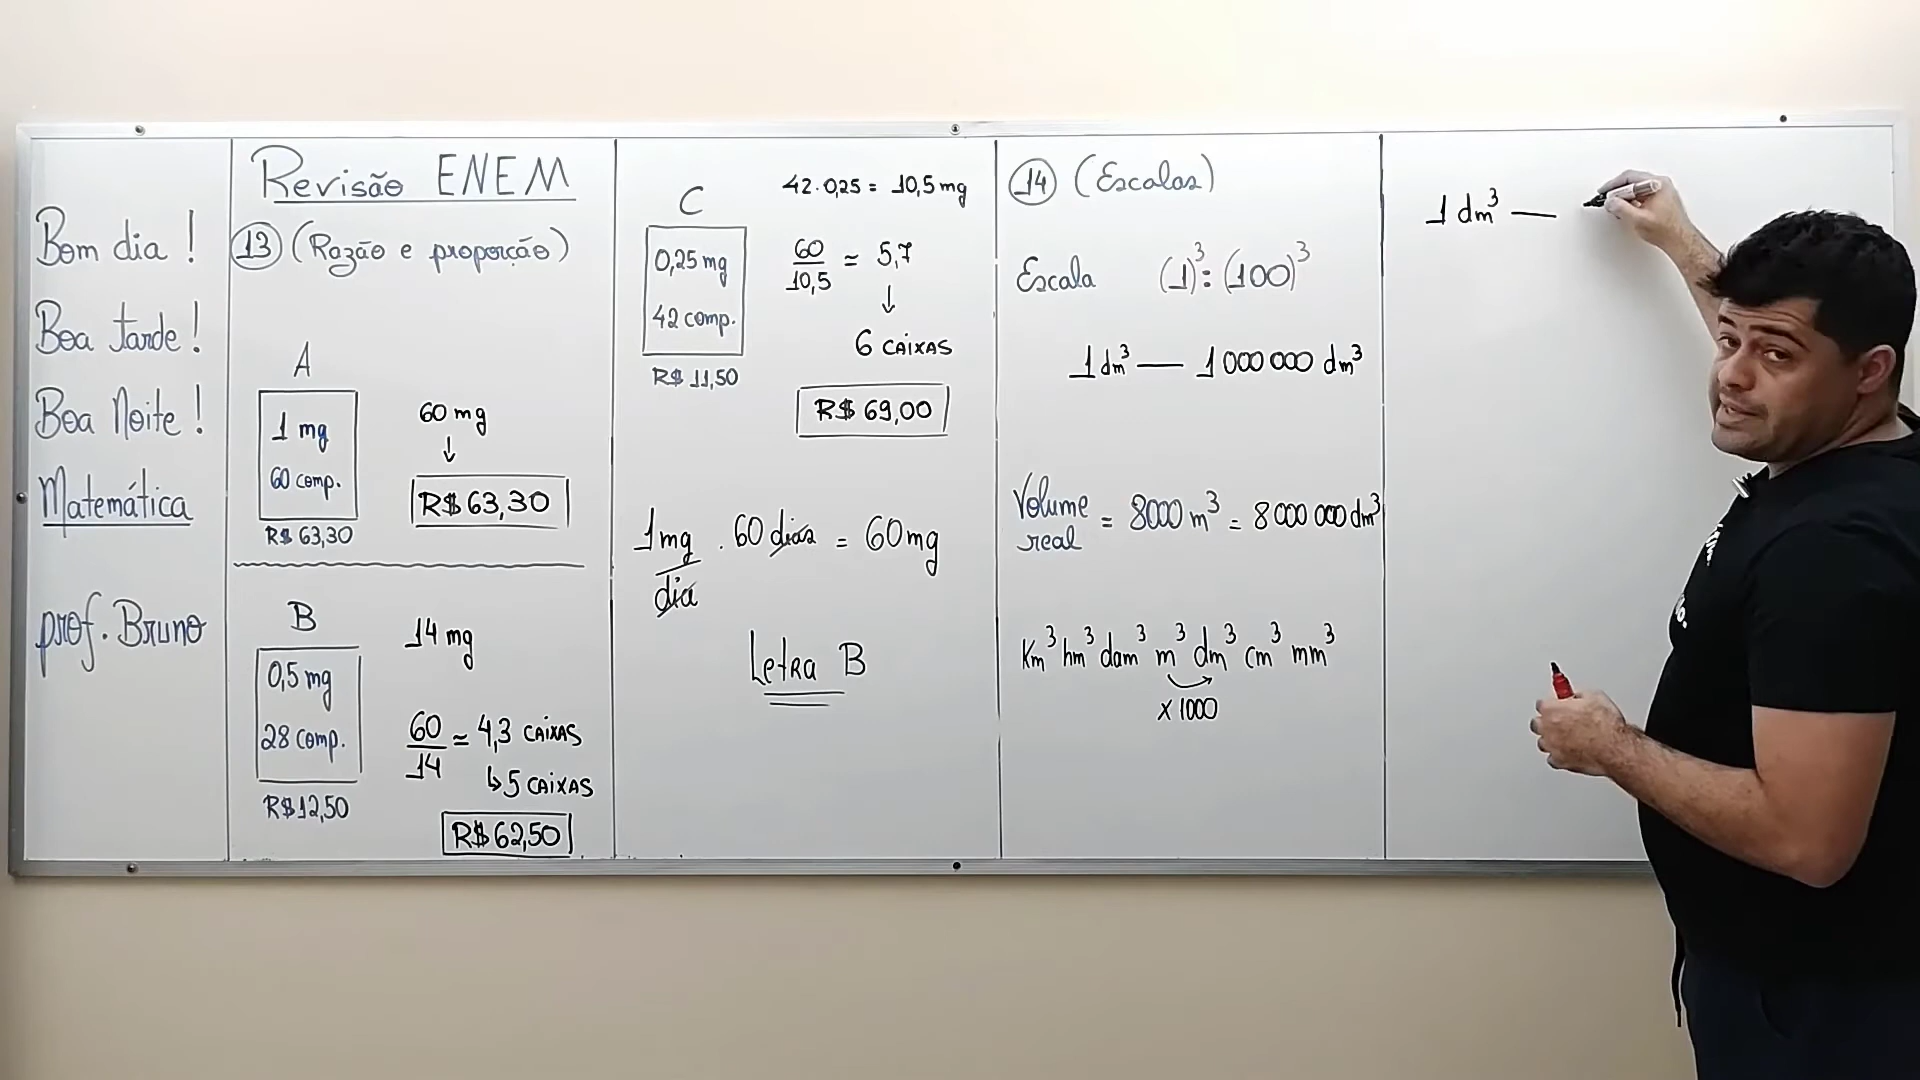 Bom dia !
Boa tarde !
Boa Noite !
Matemática
prof. Bruno
Revisão ENEM
13 (Razão e proporção)
A
1 mg
60 comp.
R$ 63,30
60 mg
↓
R$ 63,30
B
0,5 mg
28 comp.
R$ 12,50
14 mg
60/14 ≃ 4,3 CAIXAS
↳ 5 CAIXAS
R$ 62,50
C
0,25 mg
42 comp.
R$ 11,50
42 . 0,25 = 10,5 mg
60/10,5 ≃ 5,7
↓
6 CAIXAS
R$ 69,00
1mg/dia . 60 dias = 60mg
Letra B
14 (Escalas)
Escala (1)³ : (100)³
1 dm³ — 1 000 000 dm³
Volume real = 8000 m³ = 8 000 000 dm³
Km³ hm³ dam³ m³ dm³ cm³ mm³
x 1000
1 dm³ —